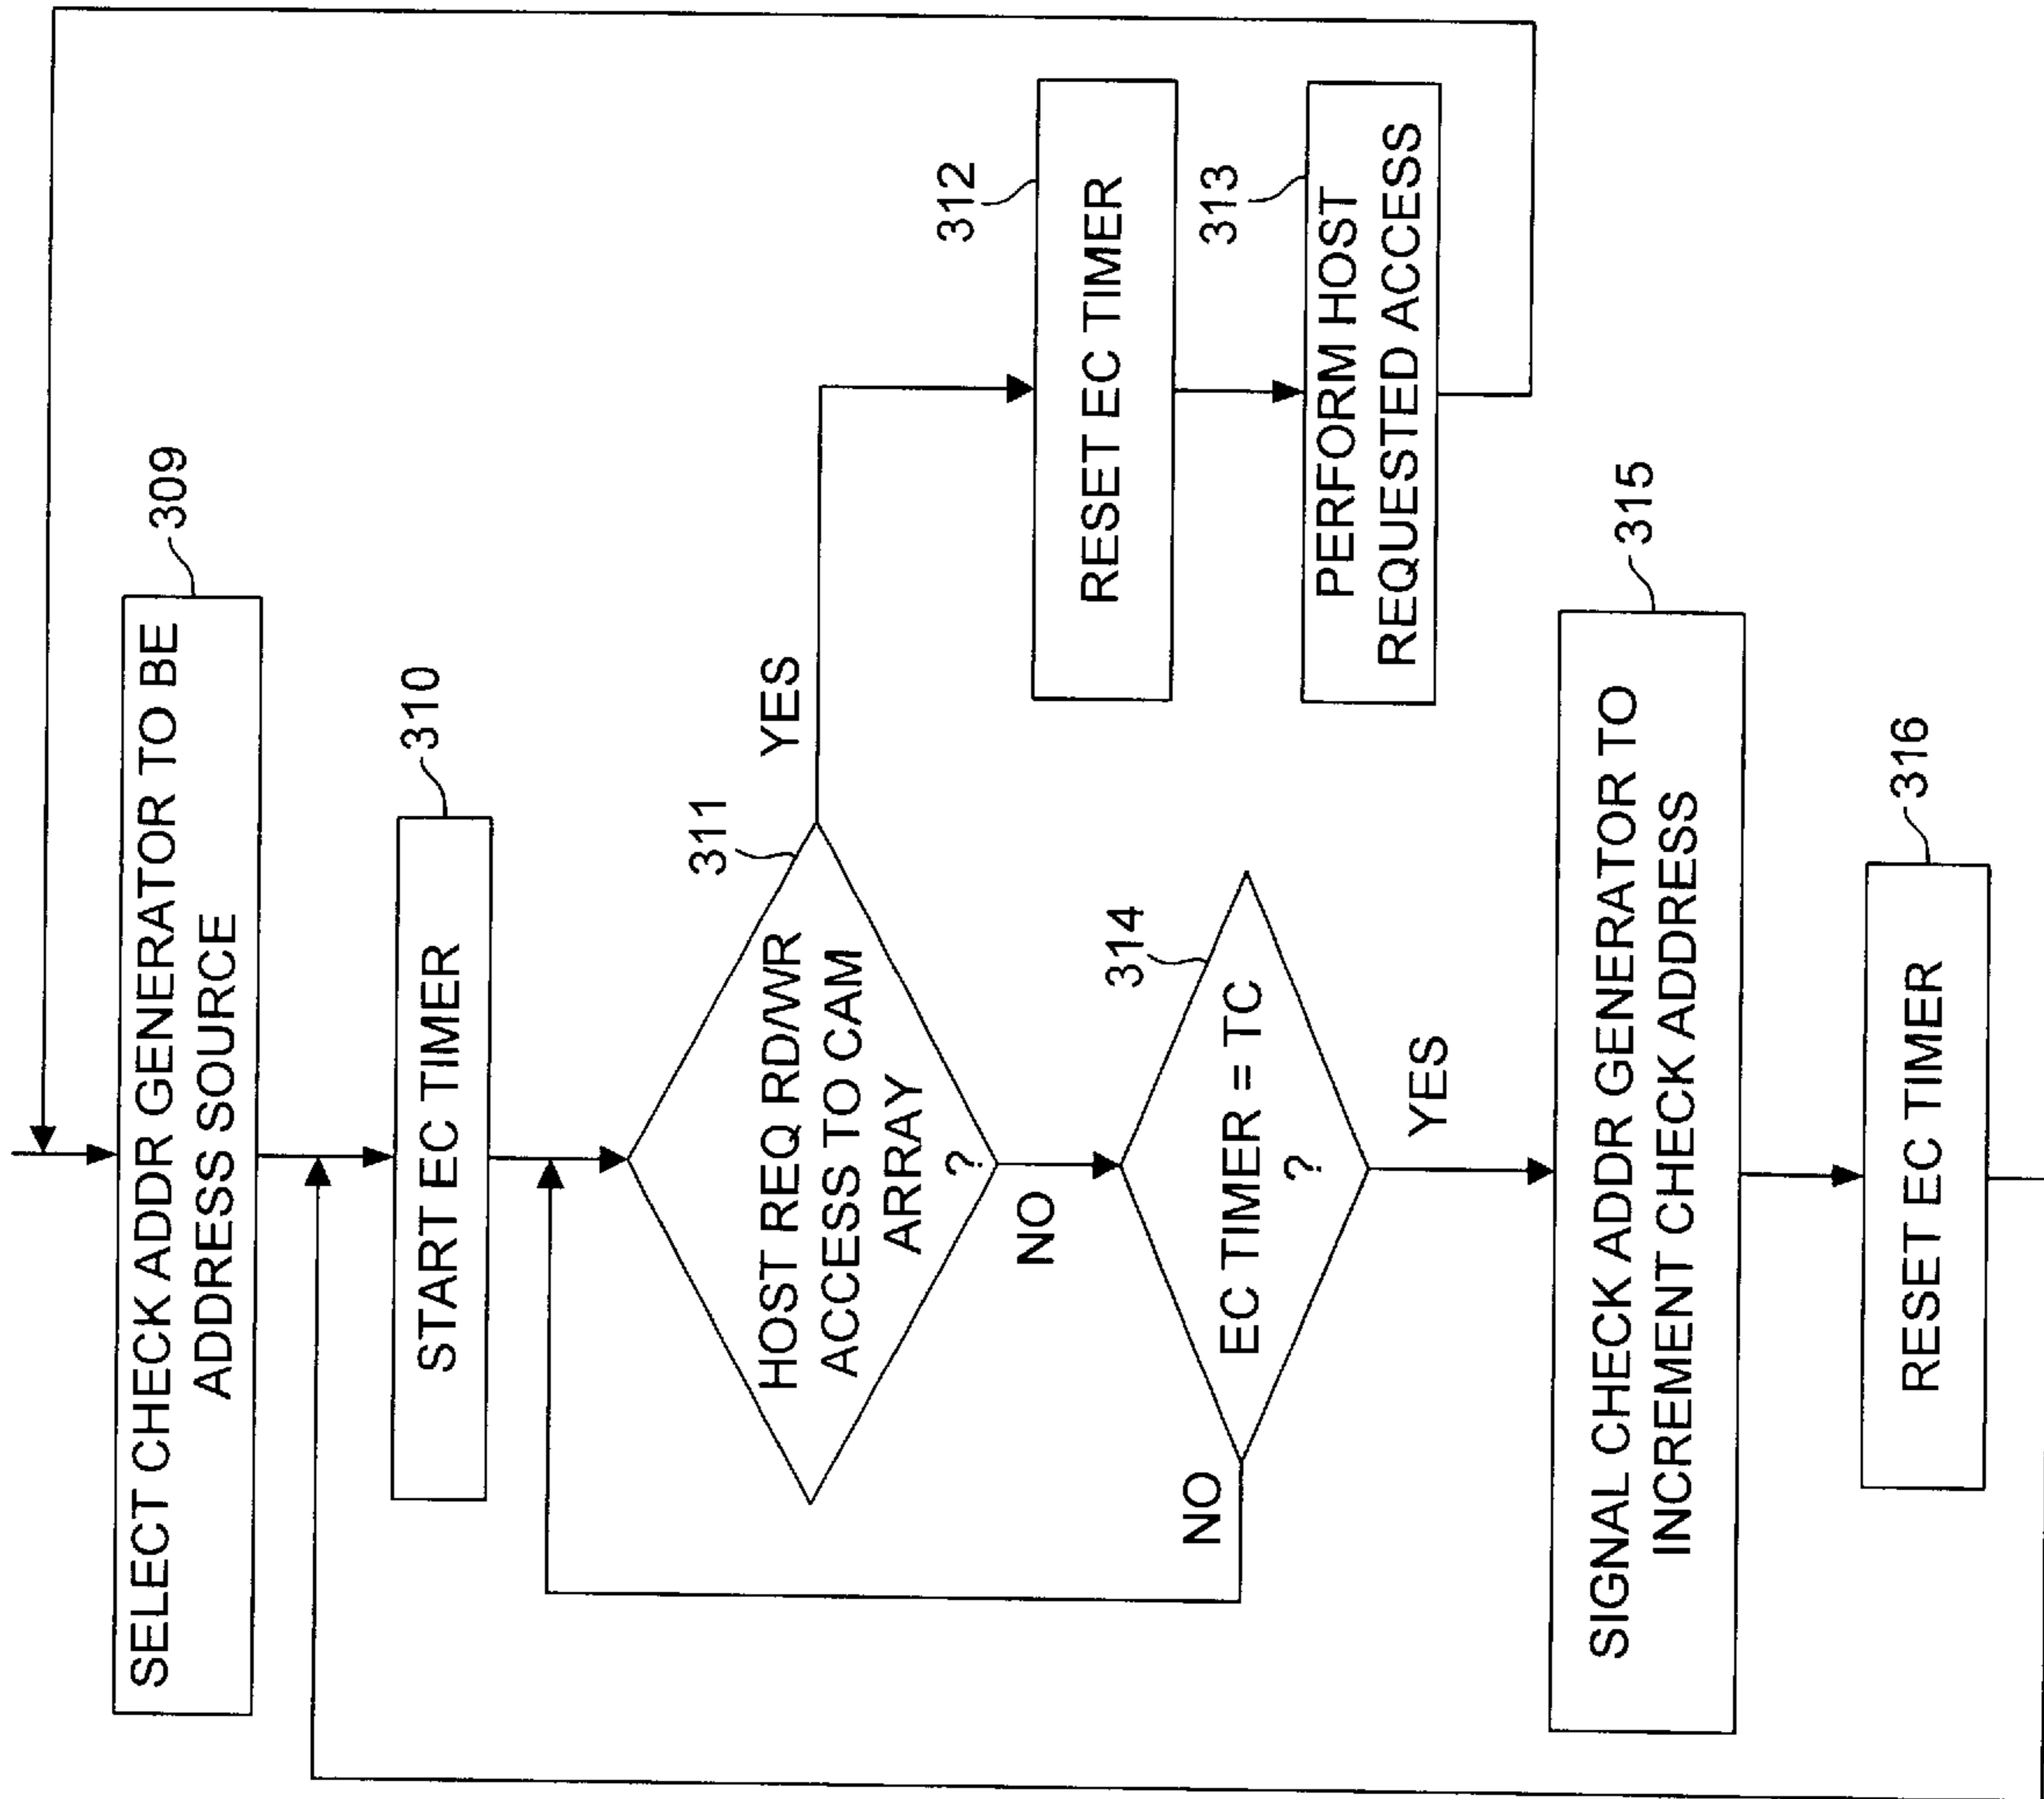 SELECT CHECK ADDR GENERATOR TO BE
ADDRESS SOURCE
309
START EC TIMER
310
HOST REQ RD/WR
ACCESS TO CAM
ARRAY
?
311
YES
NO
RESET EC TIMER
312
PERFORM HOST
REQUESTED ACCESS
313
EC TIMER = TC
?
314
NO
YES
SIGNAL CHECK ADDR GENERATOR TO
INCREMENT CHECK ADDRESS
315
RESET EC TIMER
316